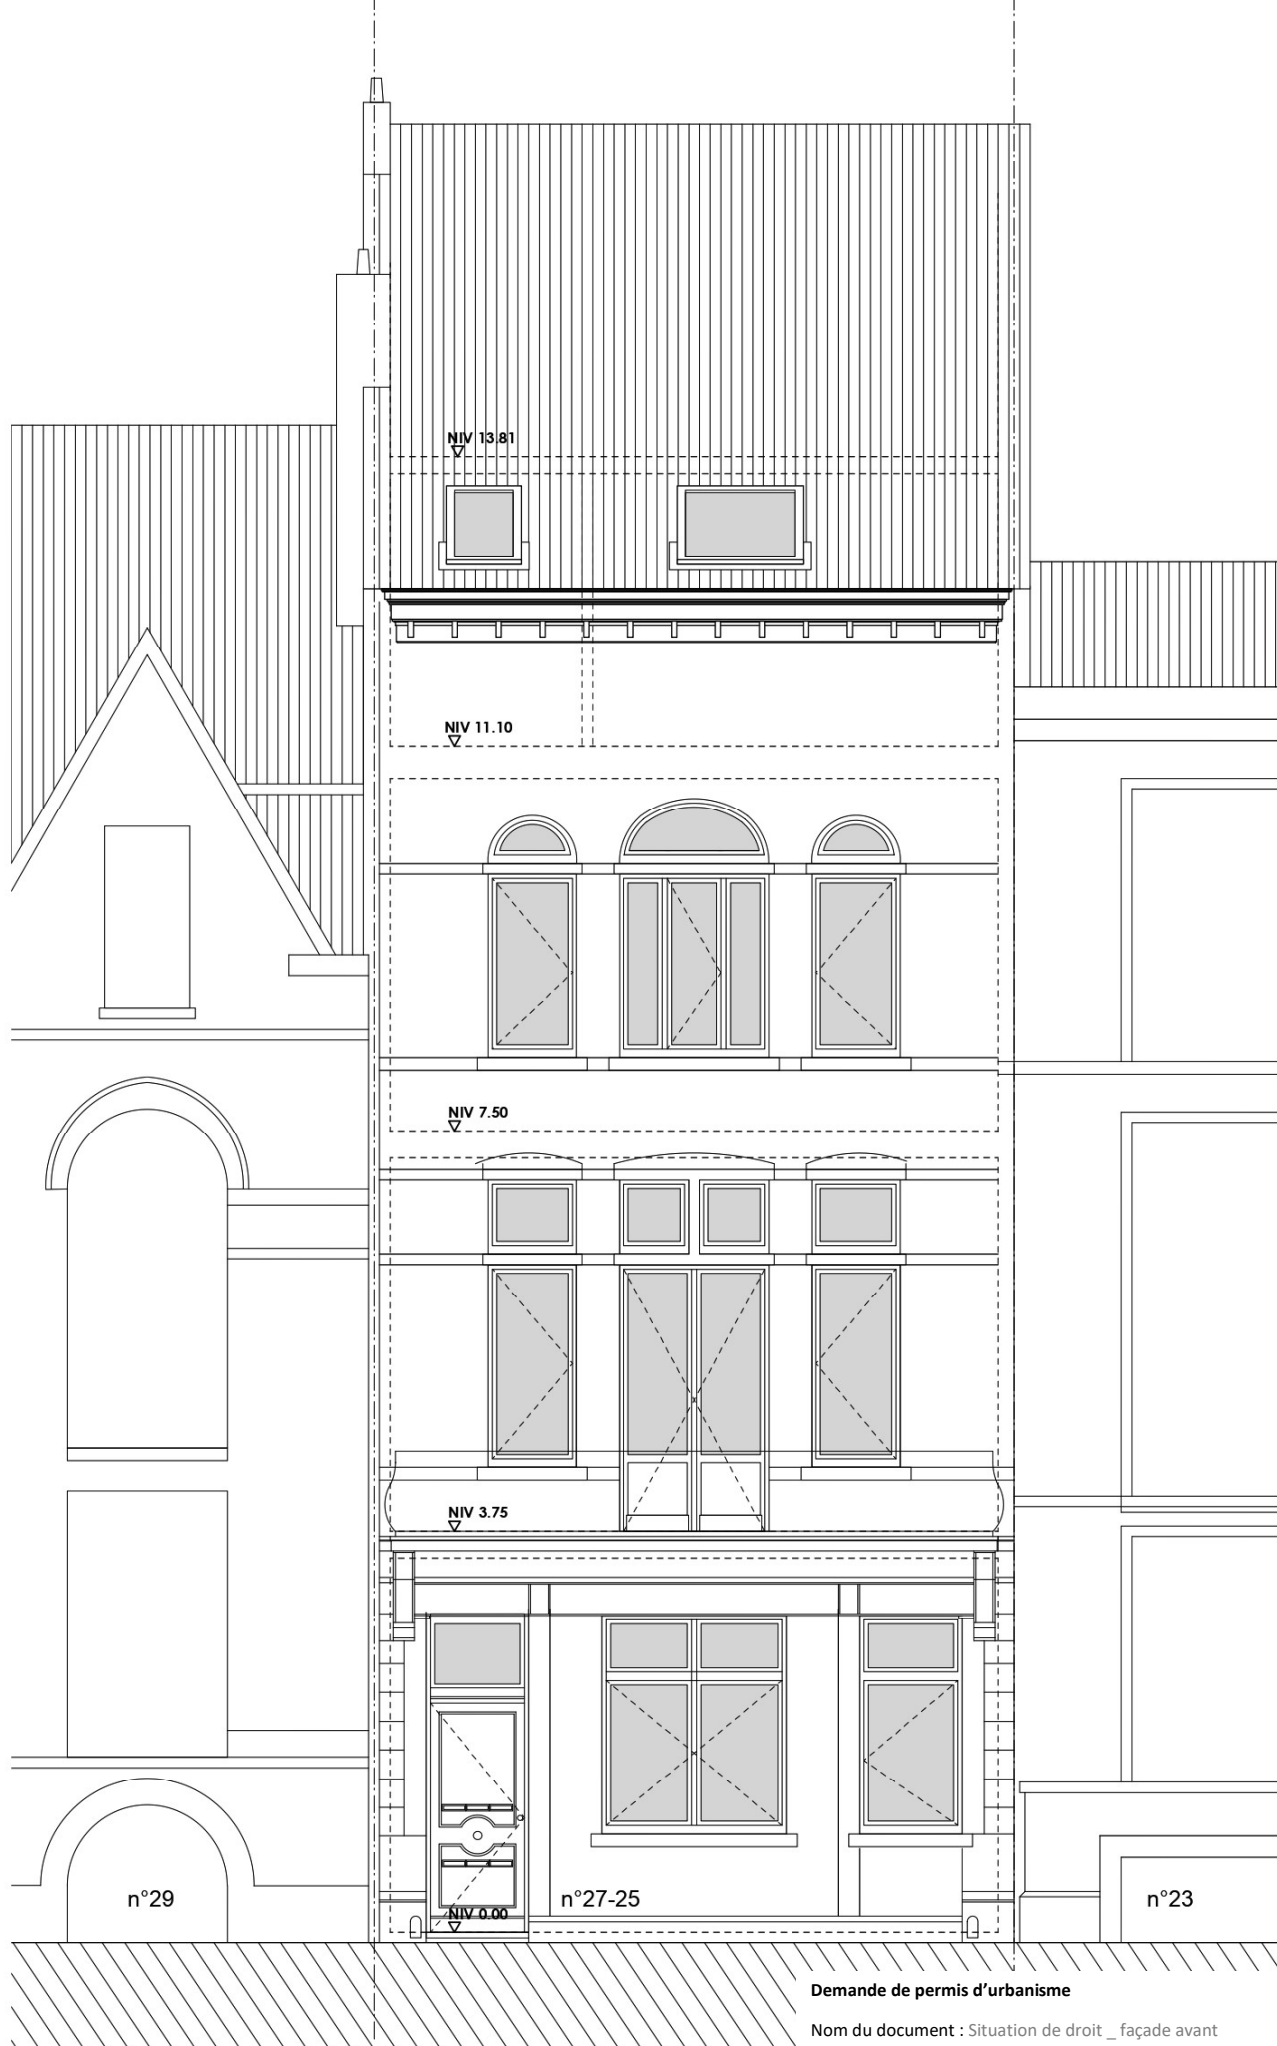 NIV 13.81
NIV 11.10
NIV 7.50
NIV 3.75
n°29
n°27-25
n°23
NIV 0.00
Demande de permis d'urbanisme
Nom du document : Situation de droit _ façade avant